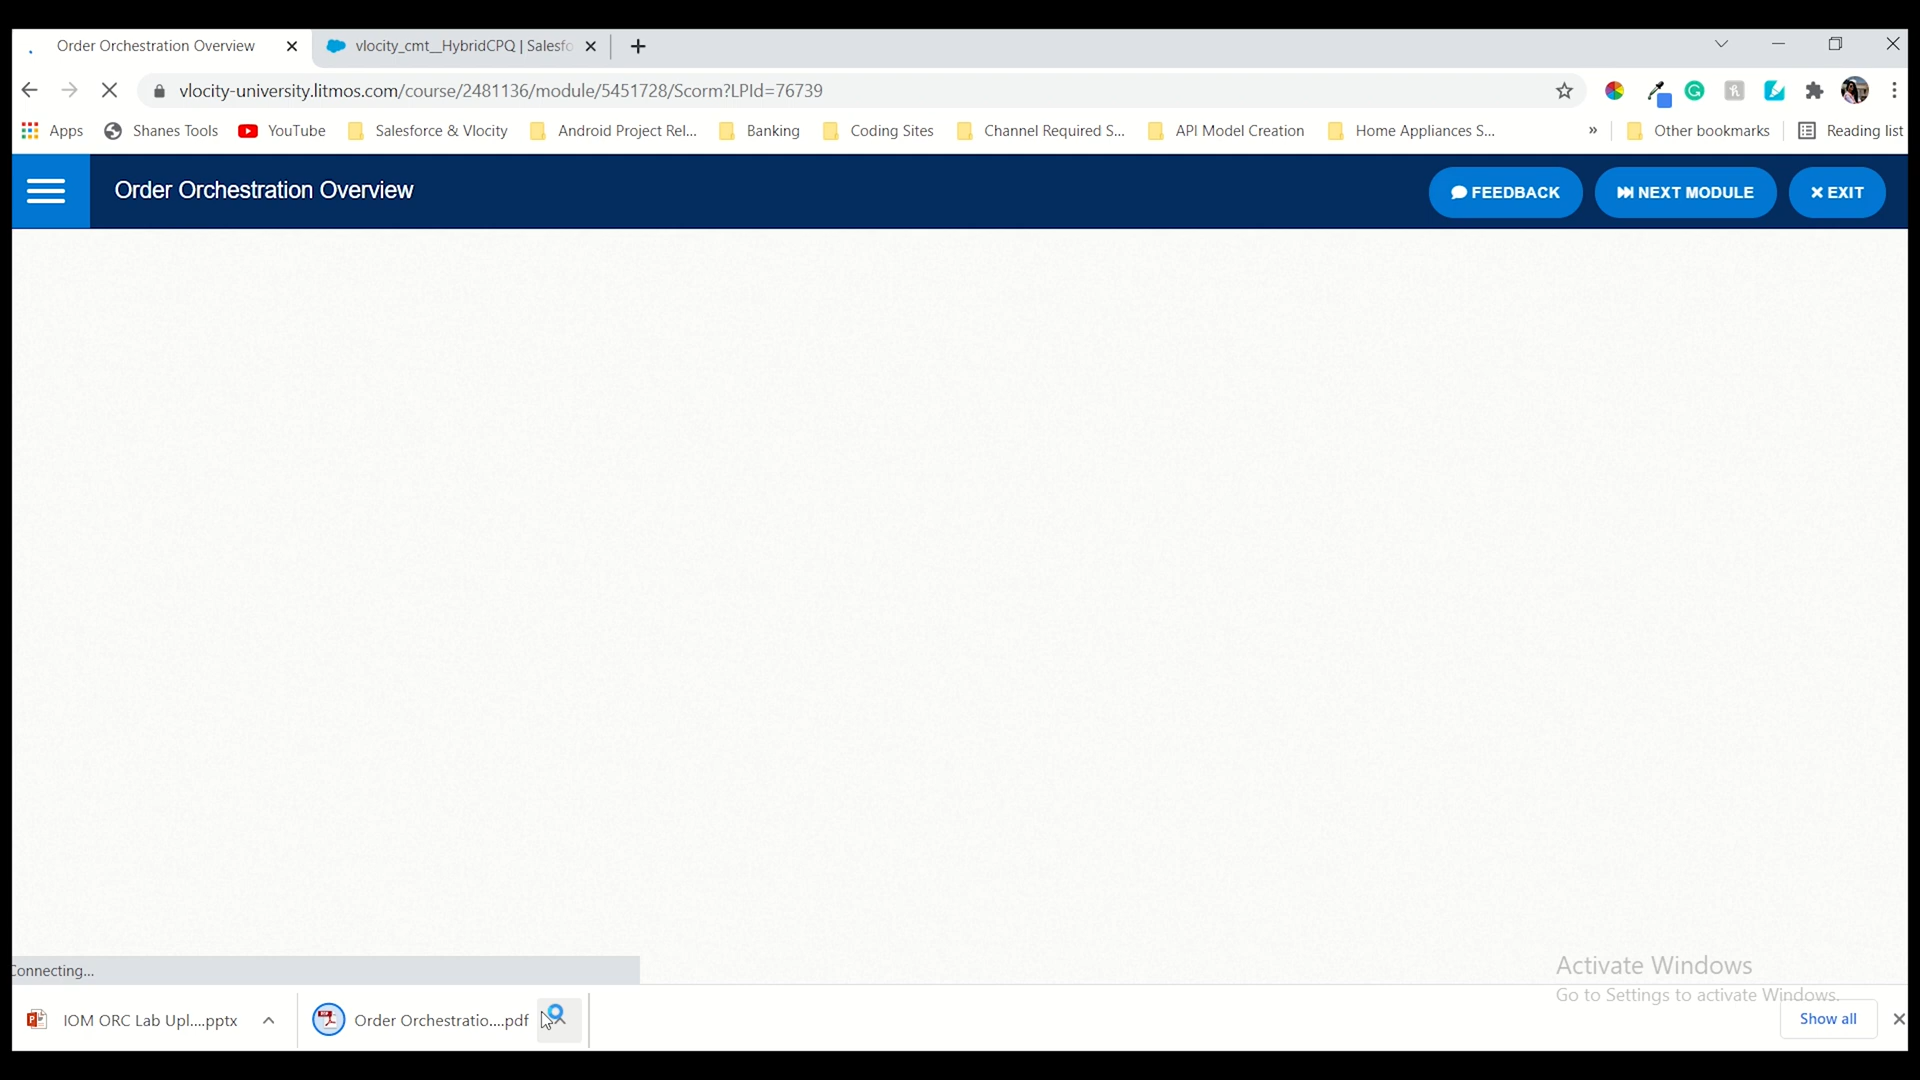 Order Orchestration Overview
vlocity_cmt__HybridCPQ | Salesfo
vlocity-university.litmos.com/course/2481136/module/5451728/Scorm?LPId=76739
Apps
Shanes Tools
YouTube
Salesforce & Vlocity
Android Project Rel...
Banking
Coding Sites
Channel Required S...
API Model Creation
Home Appliances S...
»
Other bookmarks
Reading list
Order Orchestration Overview
FEEDBACK
NEXT MODULE
EXIT
Connecting...
Activate Windows
Go to Settings to activate Windows.
IOM ORC Lab Upl....pptx
Order Orchestratio....pdf
Show all